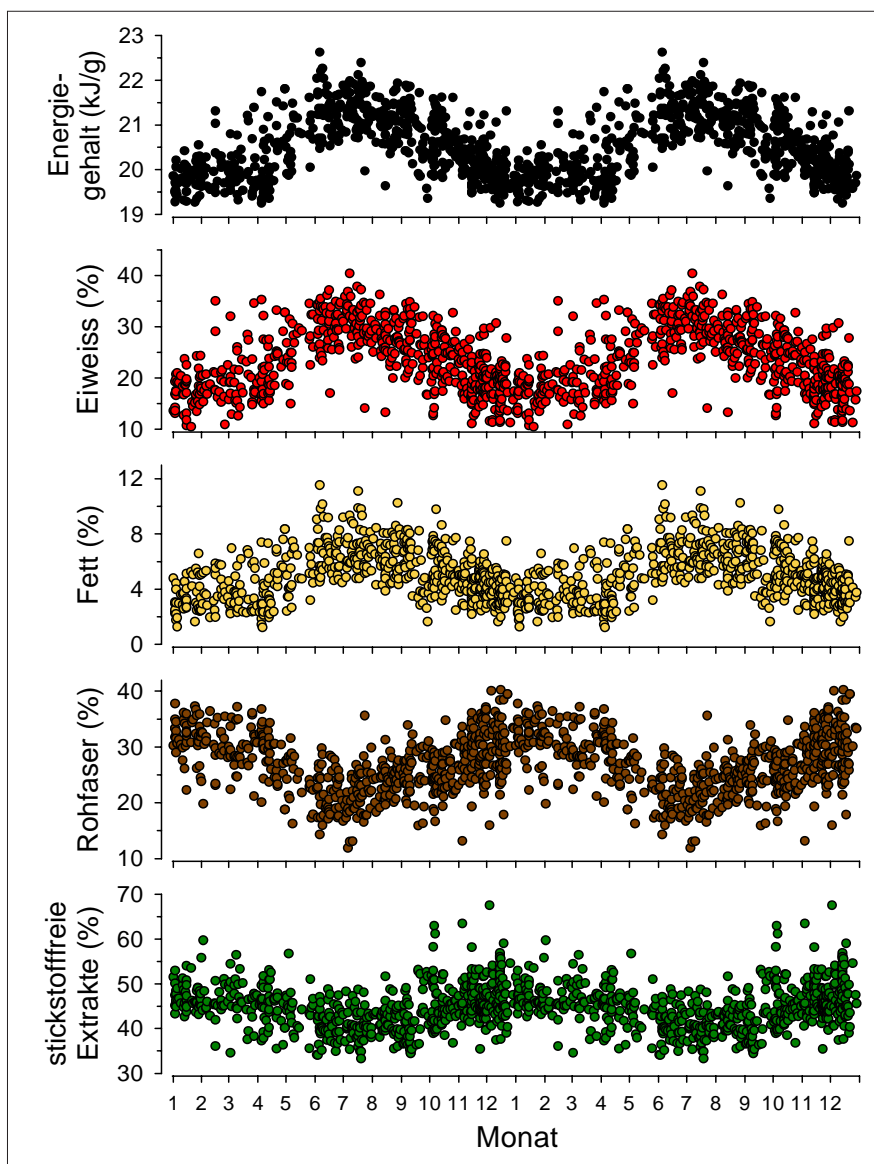 Energie-
gehalt (kJ/g)
23
22
21
20
19
Eiweiss (%)
40
30
20
10
Fett (%)
12
8
4
0
Rohfaser (%)
40
30
20
10
stickstofffreie
Extrakte (%)
70
60
50
40
30
1 2 3 4 5 6 7 8 9 10 11 12 1 2 3 4 5 6 7 8 9 10 11 12
Monat